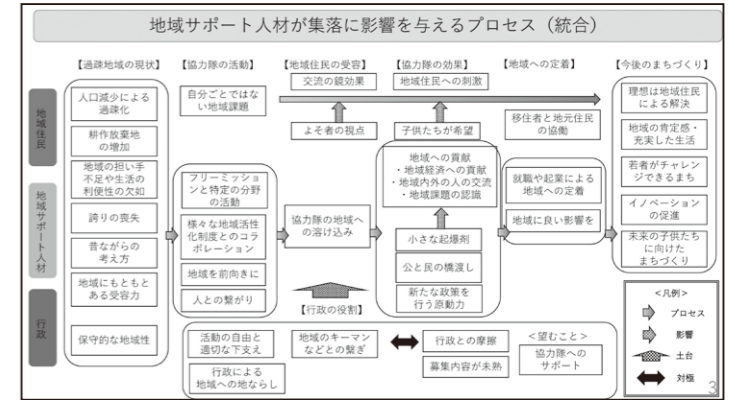 地域サポート人材が集落に影響を与えるプロセス（統合）
【過疎地域の現状】
【協力隊の活動】
【地域住民の受容】
【協力隊の効果】
【地域への定着】
【今後のまちづくり】
地域住民
地域サポート人材
行政
人口減少による
過疎化
耕作放棄地
の増加
地域の担い手
不足や生活の
利便性の欠如
誇りの喪失
昔ながらの
考え方
地域にもともと
ある受容力
保守的な地域性
自分ごとではな
い地域課題
フリーミッショ
ンと特定の分野
の活動
様々な地域活性
化制度とのコラ
ボレーション
地域を前向きに
人との繋がり
交流の鏡効果
よそ者の視点
協力隊の地域へ
の溶け込み
地域住民への刺激
子供たちが希望
地域への貢献
・地域経済への貢献
・地域内外の人の交流
・地域課題の認識
小さな起爆剤
公と民の橋渡し
新たな政策を
行う原動力
移住者と地元住民
の協働
就職や起業による
地域への定着
地域に良い影響を
理想は地域住民
による解決
地域の肯定感・
充実した生活
若者がチャレン
ジできるまち
イノベーション
の促進
未来の子供たち
に向けた
まちづくり
【行政の役割】
活動の自由と
適切な下支え
行政による
地域への地ならし
地域のキーマン
などとの繋ぎ
行政との摩擦
募集内容が未熟
＜望むこと＞
協力隊への
サポート
＜凡例＞
プロセス
影響
土台
対極
3